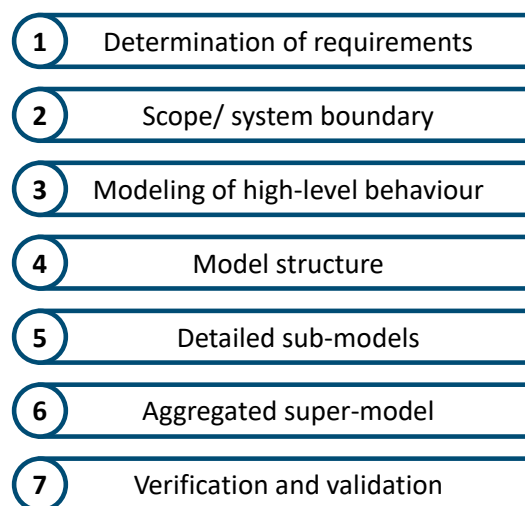 1 Determination of requirements
2 Scope/ system boundary
3 Modeling of high-level behaviour
4 Model structure
5 Detailed sub-models
6 Aggregated super-model
7 Verification and validation